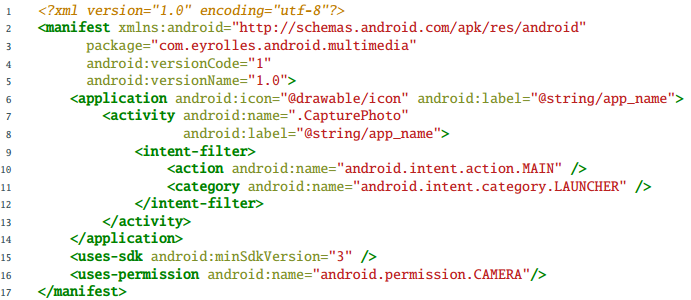 1 <?xml version="1.0" encoding="utf-8"?>
2 <manifest xmlns:android="http://schemas.android.com/apk/res/android"
3 package="com.eyrolles.android.multimedia"
4 android:versionCode="1"
5 android:versionName="1.0">
6 <application android:icon="@drawable/icon" android:label="@string/app_name">
7 <activity android:name=".CapturePhoto"
8 android:label="@string/app_name">
9 <intent-filter>
10 <action android:name="android.intent.action.MAIN" />
11 <category android:name="android.intent.category.LAUNCHER" />
12 </intent-filter>
13 </activity>
14 </application>
15 <uses-sdk android:minSdkVersion="3" />
16 <uses-permission android:name="android.permission.CAMERA"/>
17 </manifest>